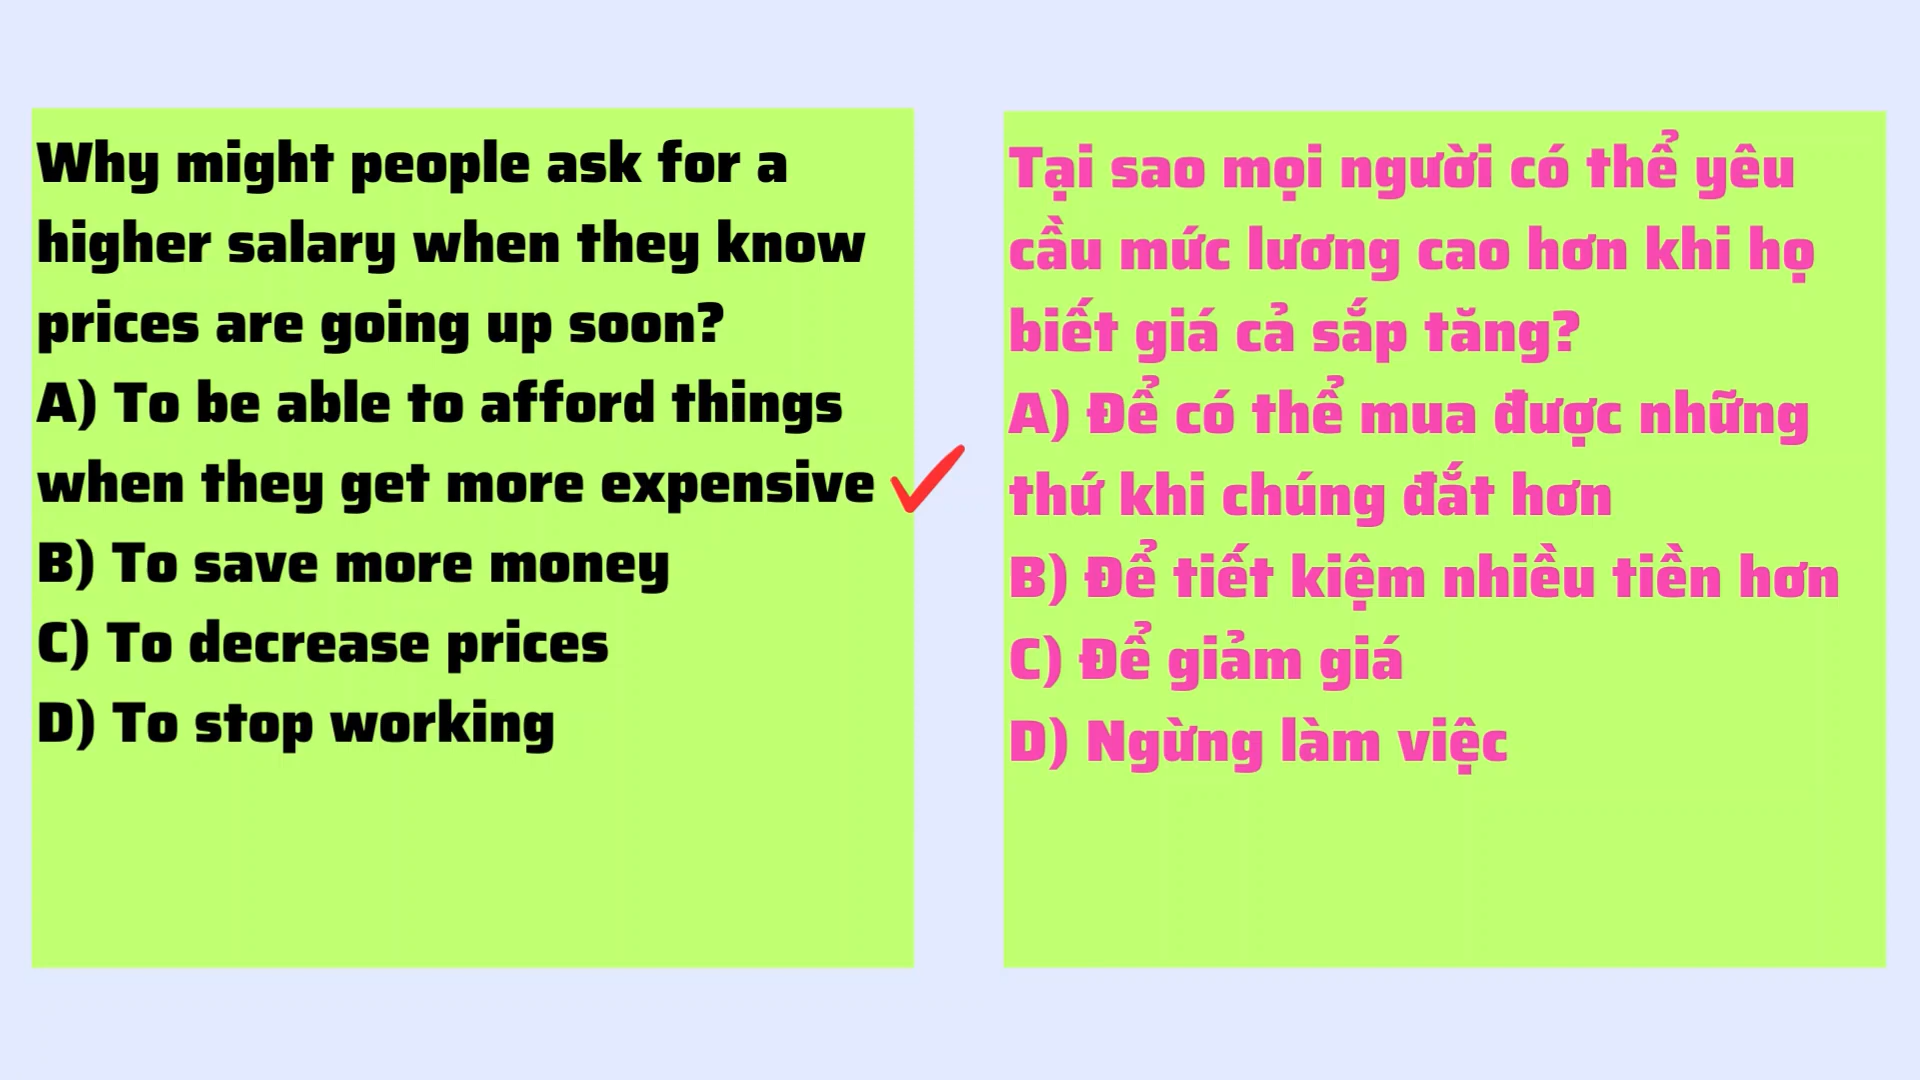 Why might people ask for a
higher salary when they know
prices are going up soon?
A) To be able to afford things
when they get more expensive
B) To save more money
C) To decrease prices
D) To stop working
Tại sao mọi người có thể yêu
cầu mức lương cao hơn khi họ
biết giá cả sắp tăng?
A) Để có thể mua được những
thứ khi chúng đắt hơn
B) Để tiết kiệm nhiều tiền hơn
C) Để giảm giá
D) Ngừng làm việc